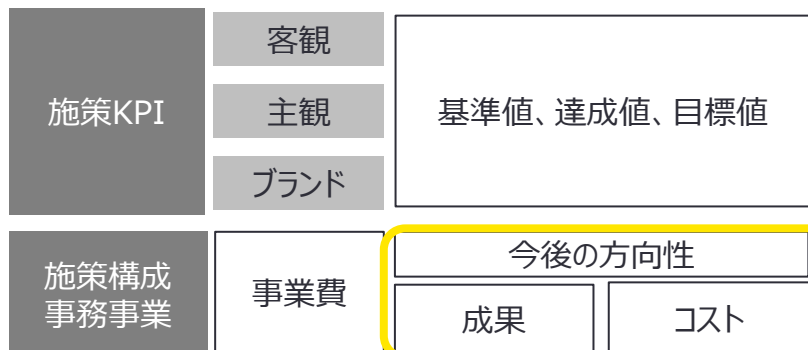 施策KPI
客観
主観
ブランド
基準値、達成値、目標値
施策構成
事務事業
事業費
今後の方向性
成果
コスト